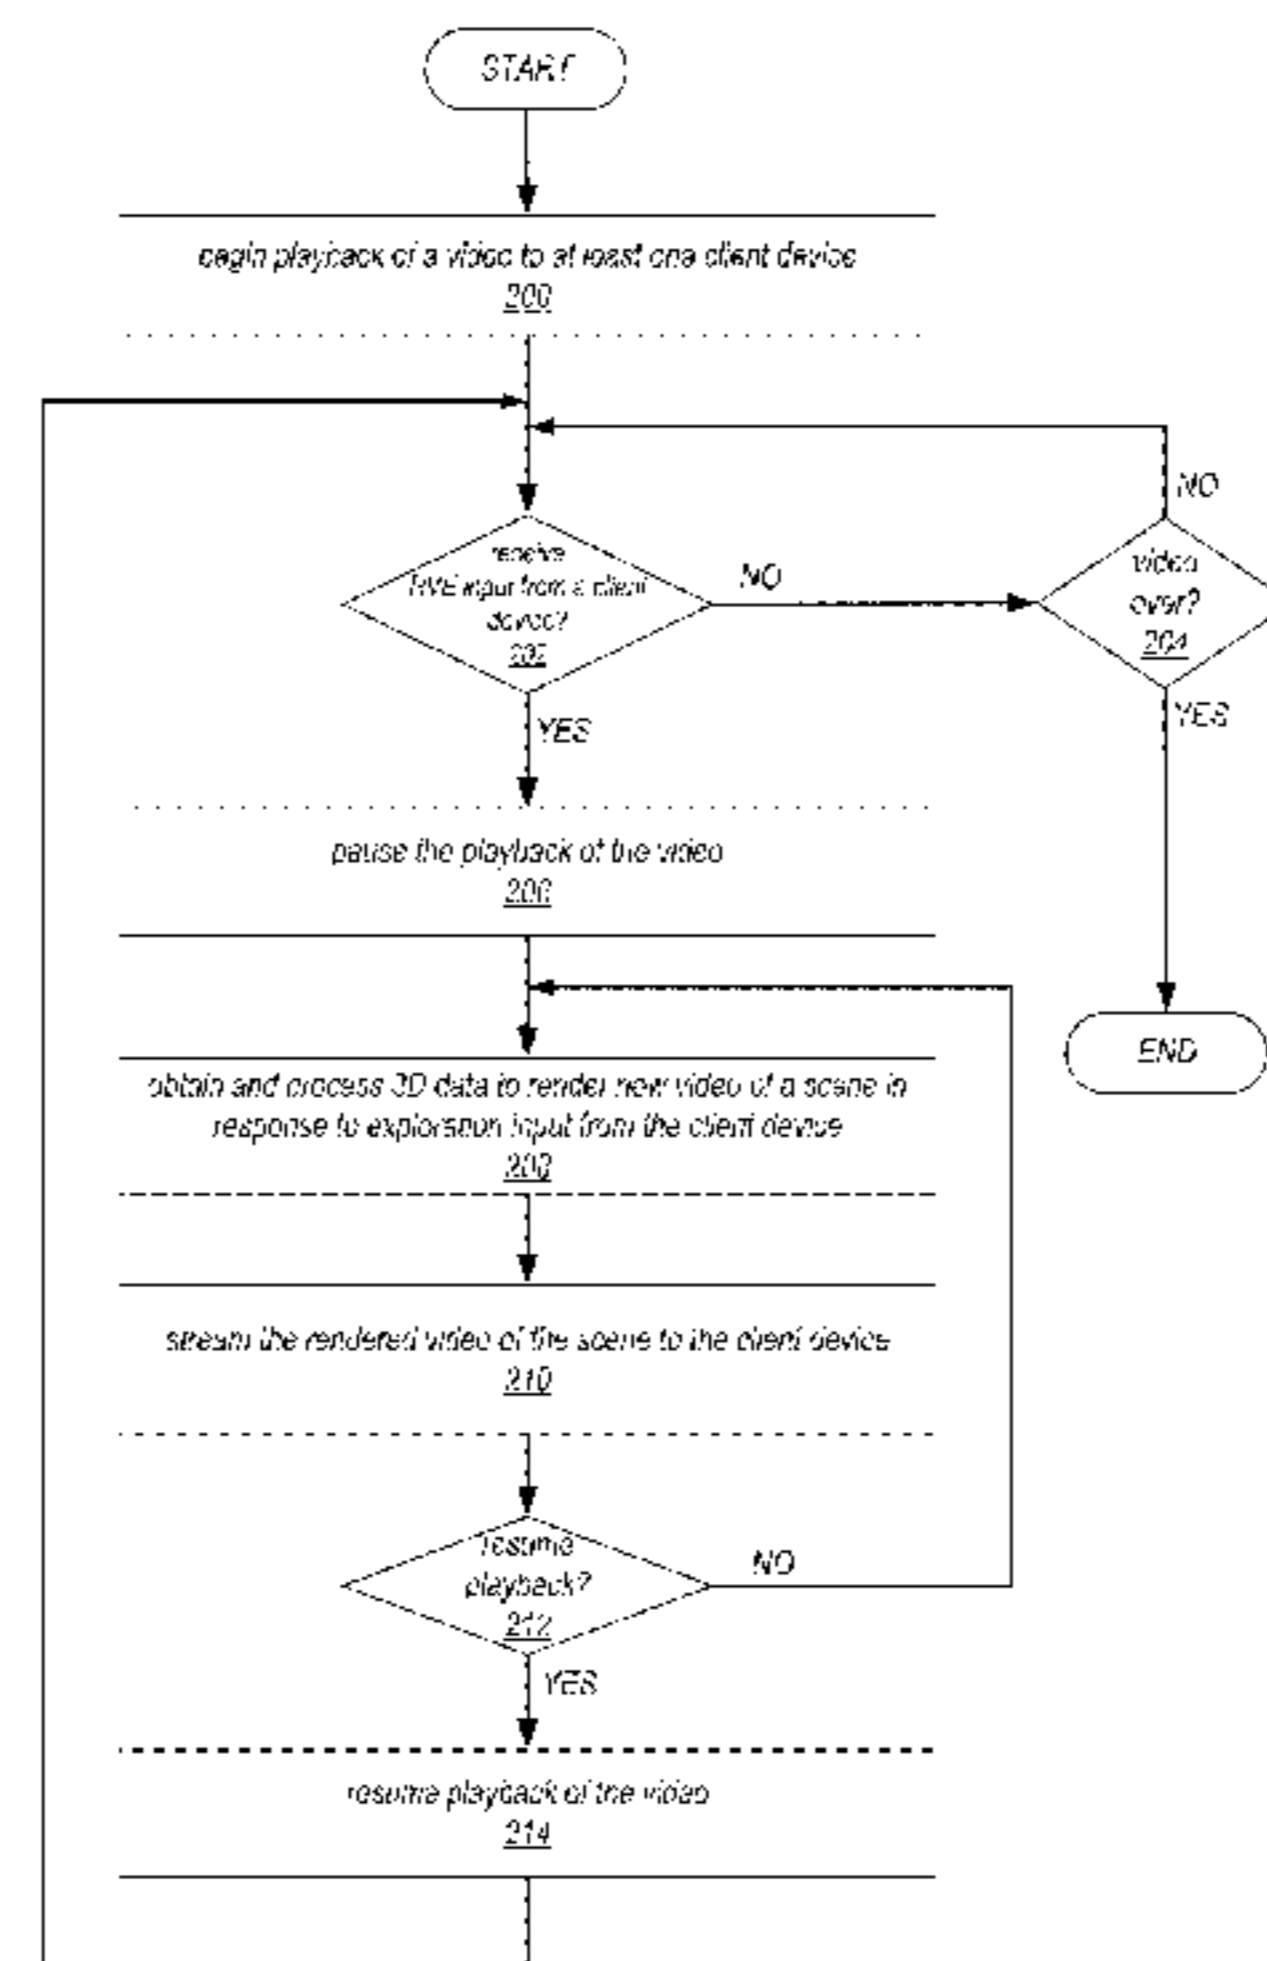 START
begin playback of a video to at least one client device
200
receive
RVE input from a client
device?
202
NO
video
over?
204
NO
YES
YES
pause the playback of the video
206
END
obtain and process 3D data to render new video of a scene in
response to exploration input from the client device
208
stream the rendered video of the scene to the client device
210
resume
playback?
212
NO
YES
resume playback of the video
214